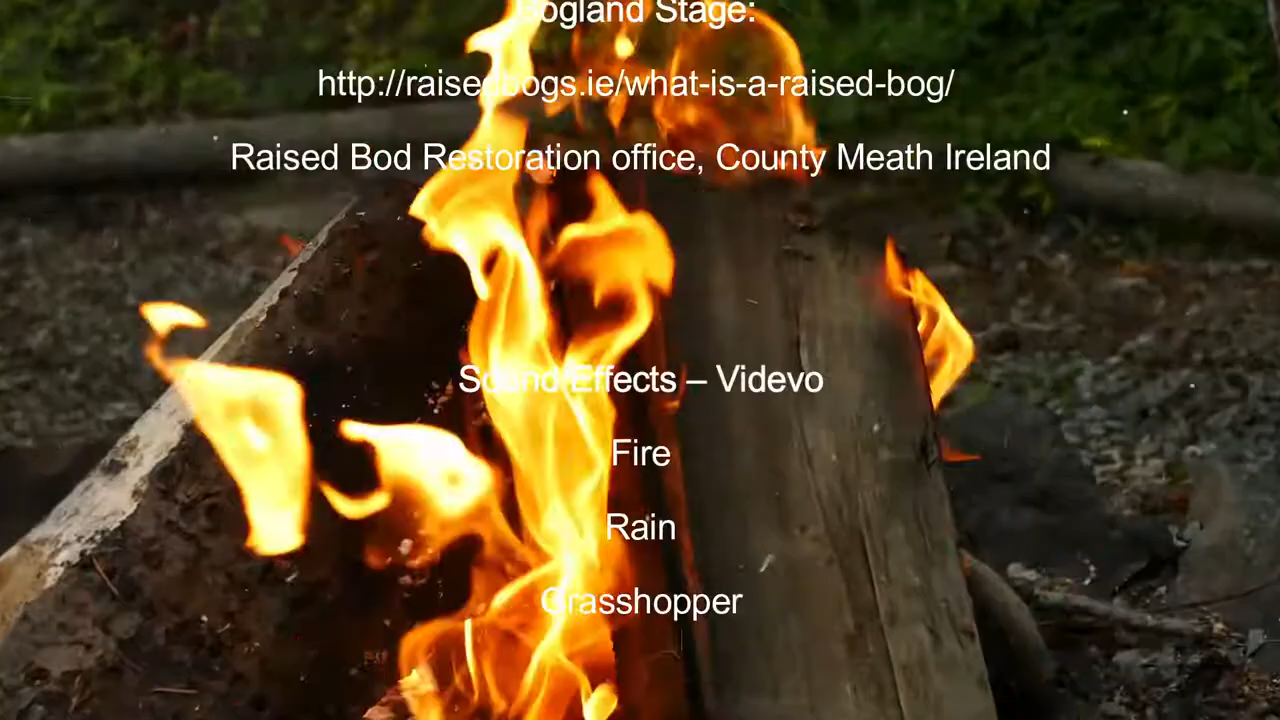 Bogland Stage:
http://raisedbogs.ie/what-is-a-raised-bog/
Raised Bod Restoration office, County Meath Ireland
Sound Effects – Videvo
Fire
Rain
Grasshopper